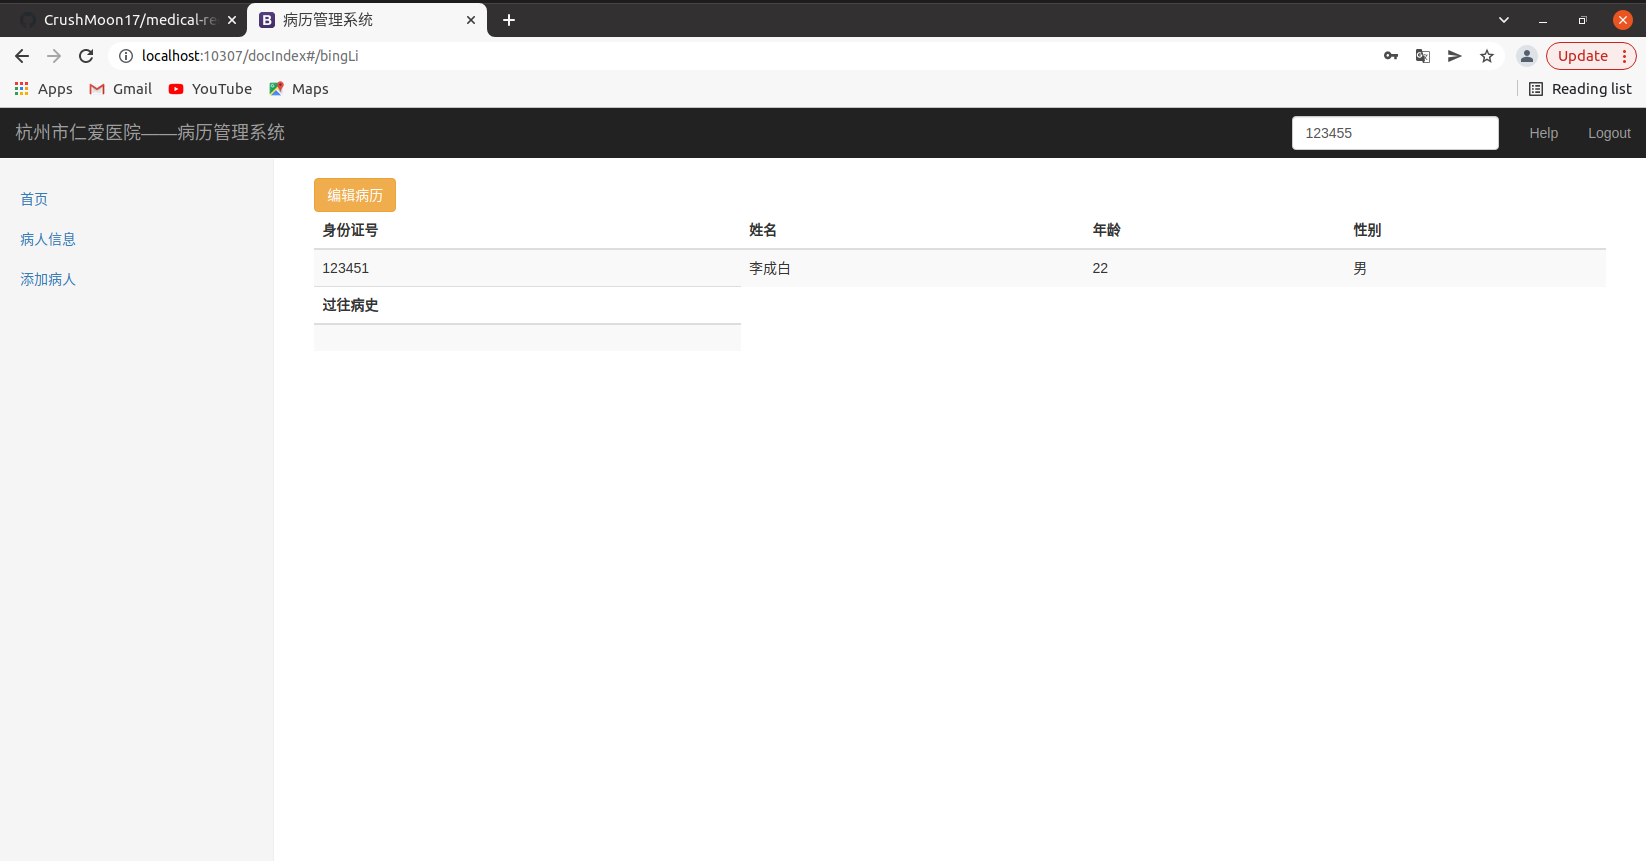 CrushMoon17/medical-re
病历管理系统
localhost:10307/docIndex#/bingLi
Update
Apps
Gmail
YouTube
Maps
Reading list
杭州市仁爱医院——病历管理系统
123455
Help
Logout
首页
病人信息
添加病人
编辑病历
身份证号 姓名 年龄 性别
123451 李成白 22 男
过往病史